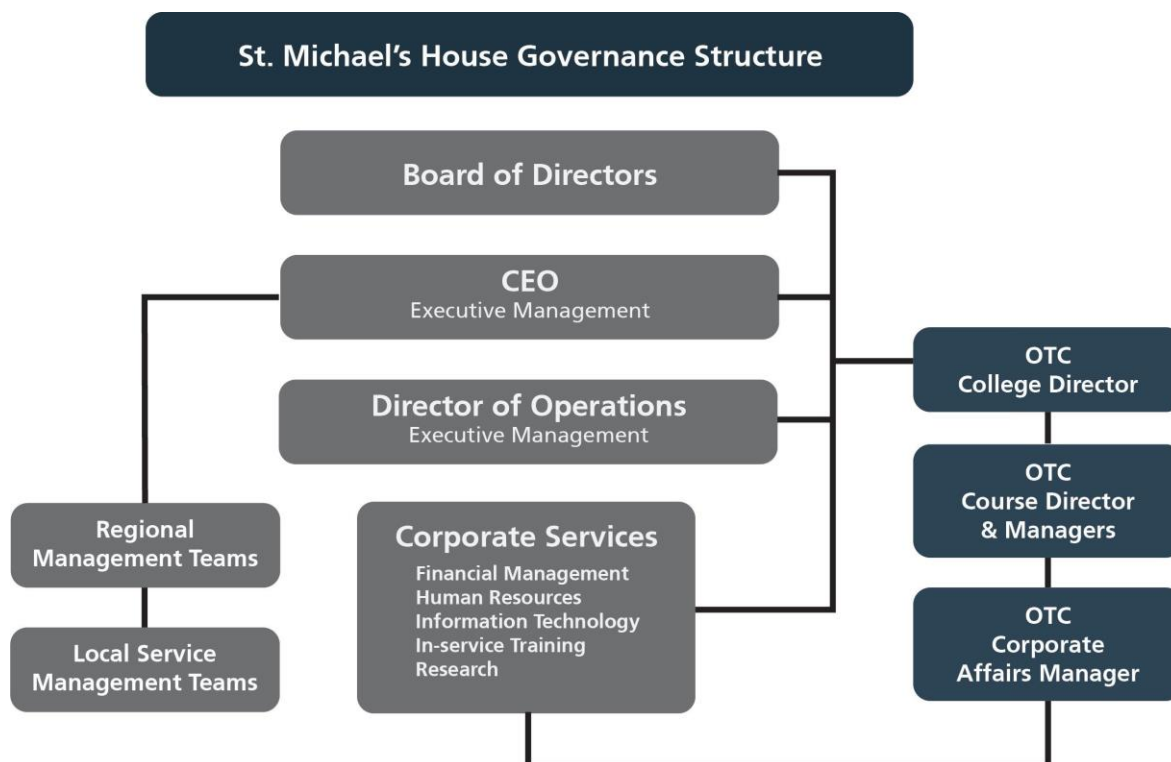 St. Michael’s House Governance Structure
Board of Directors
CEO
Executive Management
Director of Operations
Executive Management
Corporate Services
Financial Management
Human Resources
Information Technology
In-service Training
Research
Regional
Management Teams
Local Service
Management Teams
OTC
College Director
OTC
Course Director
& Managers
OTC
Corporate
Affairs Manager